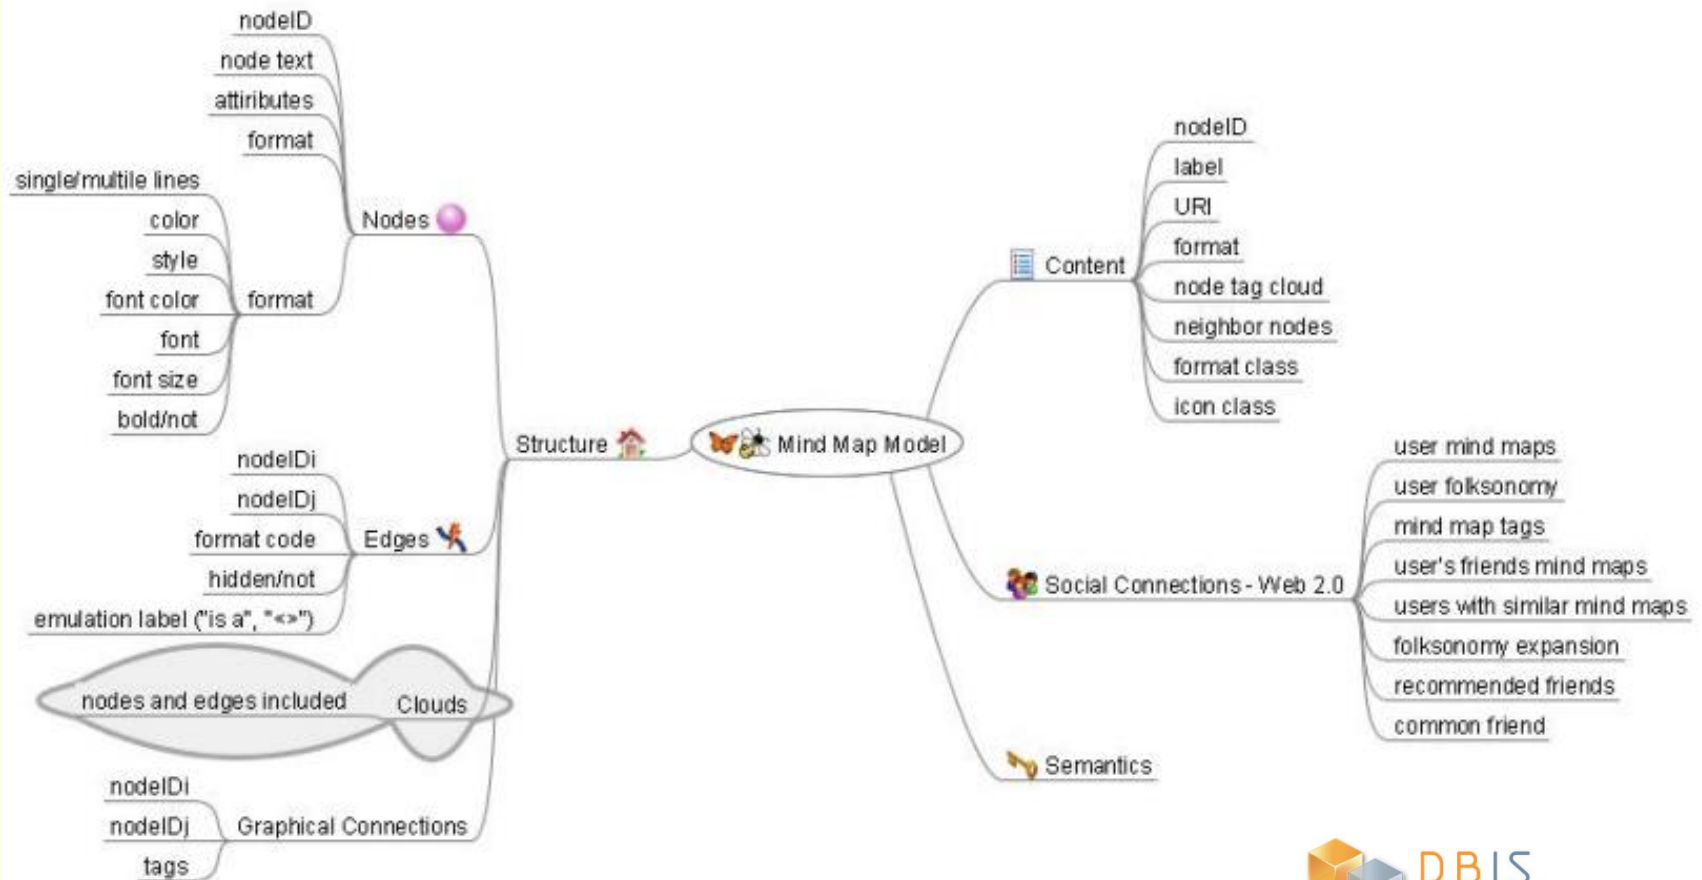 nodeID
node text
attiributes
format
single/multile lines
color
style
font color
font
font size
bold/not
format
Nodes
nodeIDi
nodeIDj
format code
hidden/not
emulation label ("is a", "<>")
Edges
nodes and edges included
Clouds
nodeIDi
nodeIDj
tags
Graphical Connections
Structure
Mind Map Model
Content
nodeID
label
URI
format
node tag cloud
neighbor nodes
format class
icon class
Social Connections - Web 2.0
user mind maps
user folksonomy
mind map tags
user's friends mind maps
users with similar mind maps
folksonomy expansion
recommended friends
common friend
Semantics
DBIS